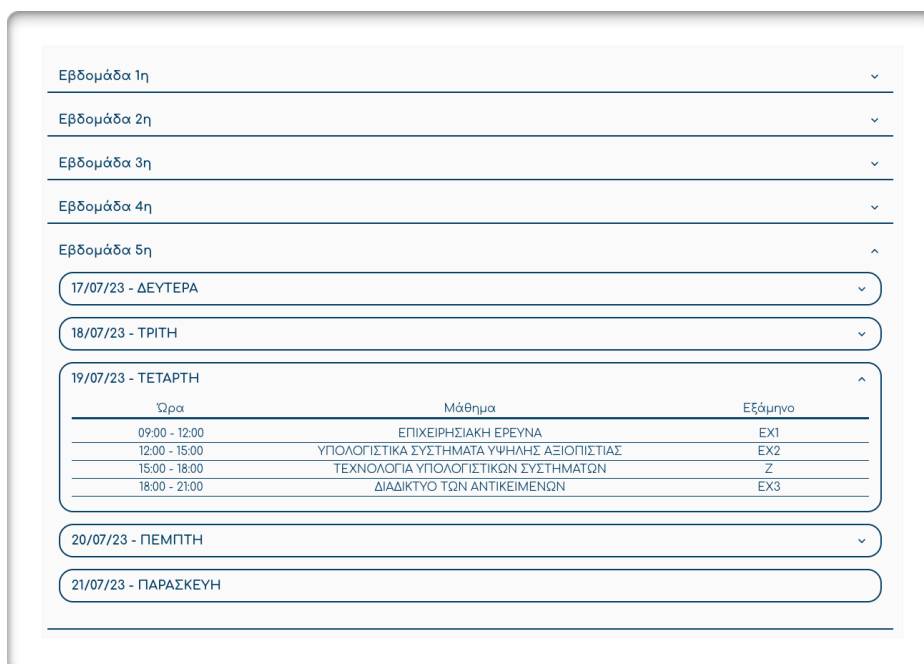 Εβδομάδα 1η
Εβδομάδα 2η
Εβδομάδα 3η
Εβδομάδα 4η
Εβδομάδα 5η
17/07/23 - ΔΕΥΤΕΡΑ
18/07/23 - ΤΡΙΤΗ
19/07/23 - ΤΕΤΑΡΤΗ
Ώρα Μάθημα Εξάμηνο
09:00 - 12:00 ΕΠΙΧΕΙΡΗΣΙΑΚΗ ΕΡΕΥΝΑ ΕΧ1
12:00 - 15:00 ΥΠΟΛΟΓΙΣΤΙΚΑ ΣΥΣΤΗΜΑΤΑ ΥΨΗΛΗΣ ΑΞΙΟΠΙΣΤΙΑΣ ΕΧ2
15:00 - 18:00 ΤΕΧΝΟΛΟΓΙΑ ΥΠΟΛΟΓΙΣΤΙΚΩΝ ΣΥΣΤΗΜΑΤΩΝ Ζ
18:00 - 21:00 ΔΙΑΔΙΚΤΥΟ ΤΩΝ ΑΝΤΙΚΕΙΜΕΝΩΝ ΕΧ3
20/07/23 - ΠΕΜΠΤΗ
21/07/23 - ΠΑΡΑΣΚΕΥΗ